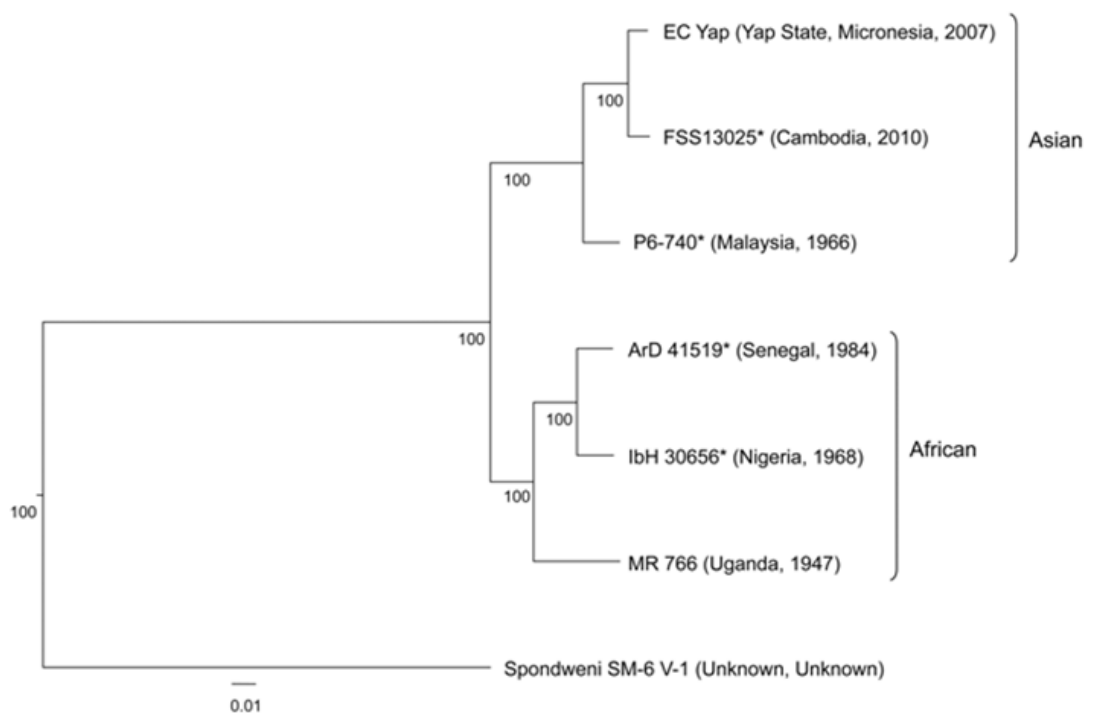 EC Yap (Yap State, Micronesia, 2007)
100
FSS13025* (Cambodia, 2010)
Asian
100
P6-740* (Malaysia, 1966)
100
ArD 41519* (Senegal, 1984)
100
IbH 30656* (Nigeria, 1968)
African
100
MR 766 (Uganda, 1947)
100
Spondweni SM-6 V-1 (Unknown, Unknown)
0.01